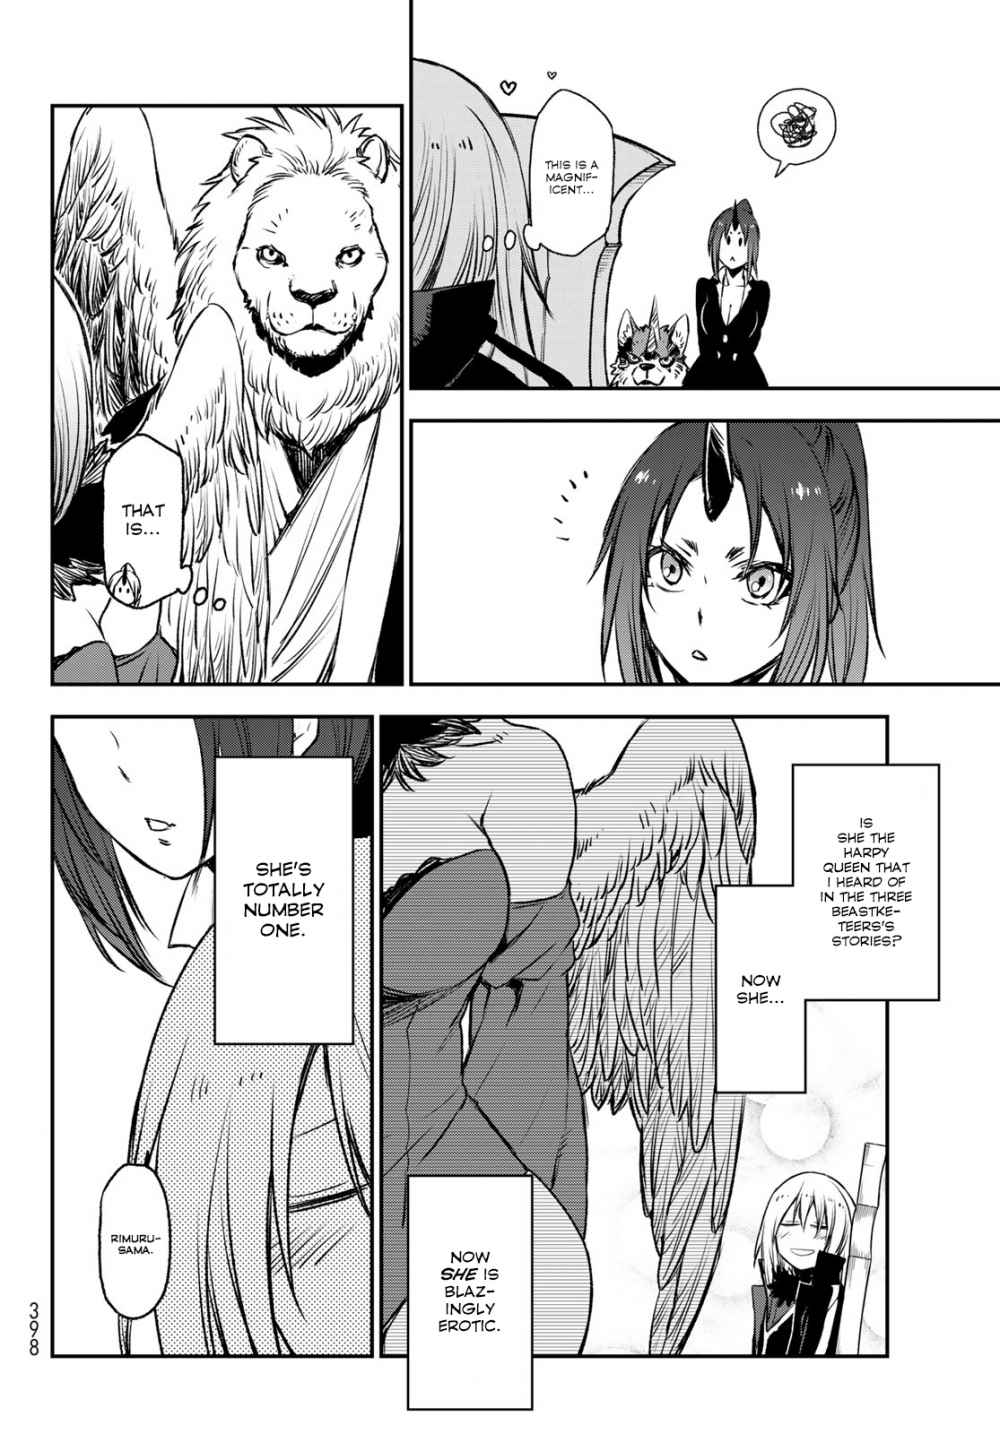 THIS IS A
MAGNIF-
ICENT...
THAT
IS...
IS
SHE THE
HARPY
QUEEN THAT
I HEARD OF
IN THE THREE
BEASTKE-
TEERS'S
STORIES?
NOW
SHE...
NOW
SHE IS
BLAZ-
INGLY
EROTIC.
SHE'S
TOTALLY
NUMBER
ONE.
RIMURU-
SAMA.
398